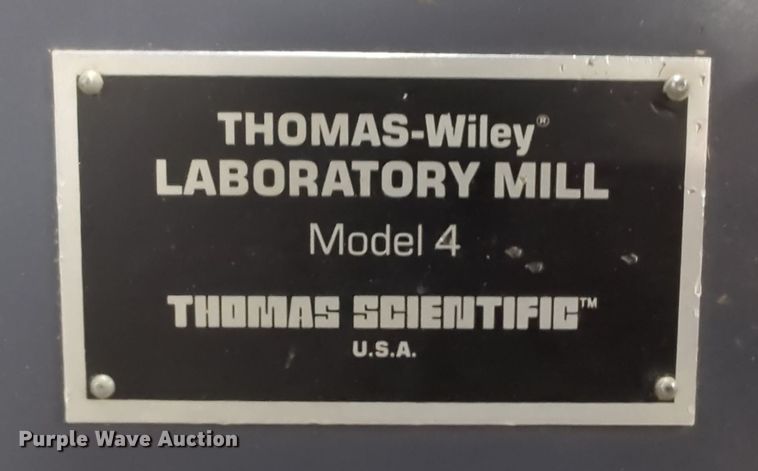 THOMAS-Wiley®
LABORATORY MILL
Model 4
THOMAS SCIENTIFIC™
U.S.A.
Purple Wave Auction